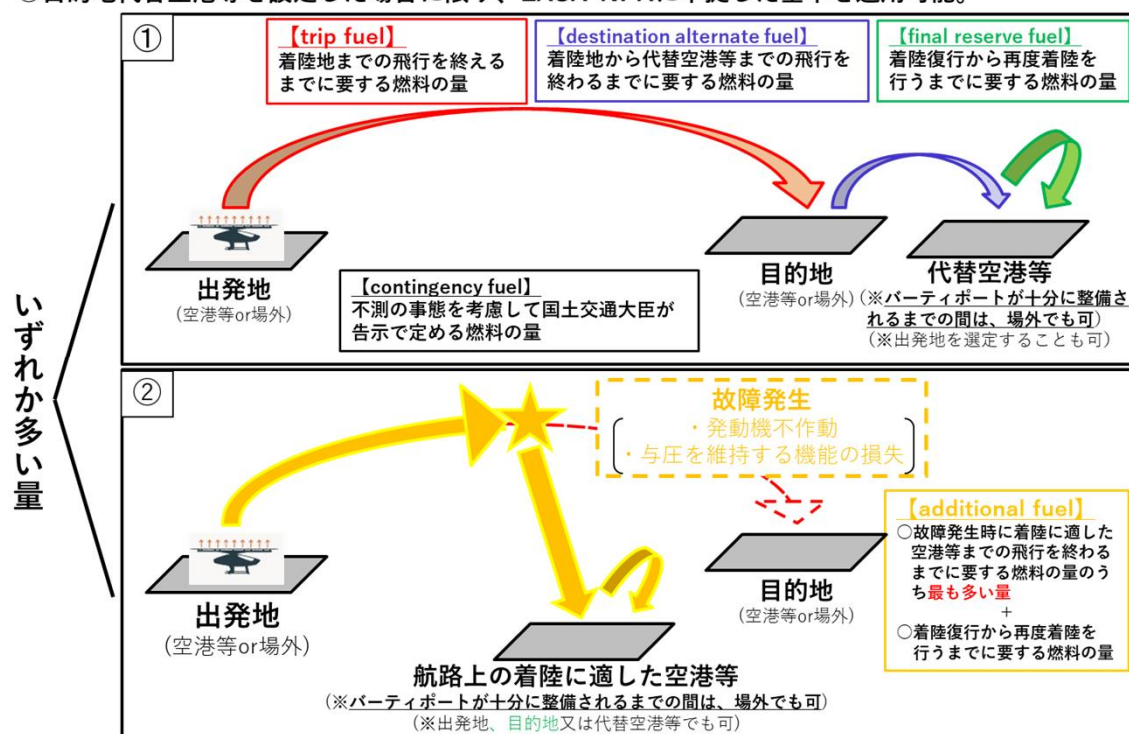 ①
【trip fuel】
着陸地までの飛行を終える
までに要する燃料の量
【destination alternate fuel】
着陸地から代替空港等までの飛行を
終わるまでに要する燃料の量
【final reserve fuel】
着陸復行から再度着陸を
行うまでに要する燃料の量
出発地
(空港等or場外)
【contingency fuel】
不測の事態を考慮して国土交通大臣が
告示で定める燃料の量
目的地
(空港等or場外)
代替空港等
(※バーティポートが十分に整備さ
れるまでの間は、場外でも可)
(※出発地を選定することも可)
いずれか多い量
②
故障発生
・発動機不作動
・与圧を維持する機能の損失
出発地
(空港等or場外)
目的地
(空港等or場外)
【additional fuel】
○故障発生時に着陸に適した
空港等までの飛行を終わる
までに要する燃料の量のう
ち最も多い量
+
○着陸復行から再度着陸を
行うまでに要する燃料の量
航路上の着陸に適した空港等
(※バーティポートが十分に整備されるまでの間は、場外でも可)
(※出発地、目的地又は代替空港等でも可)